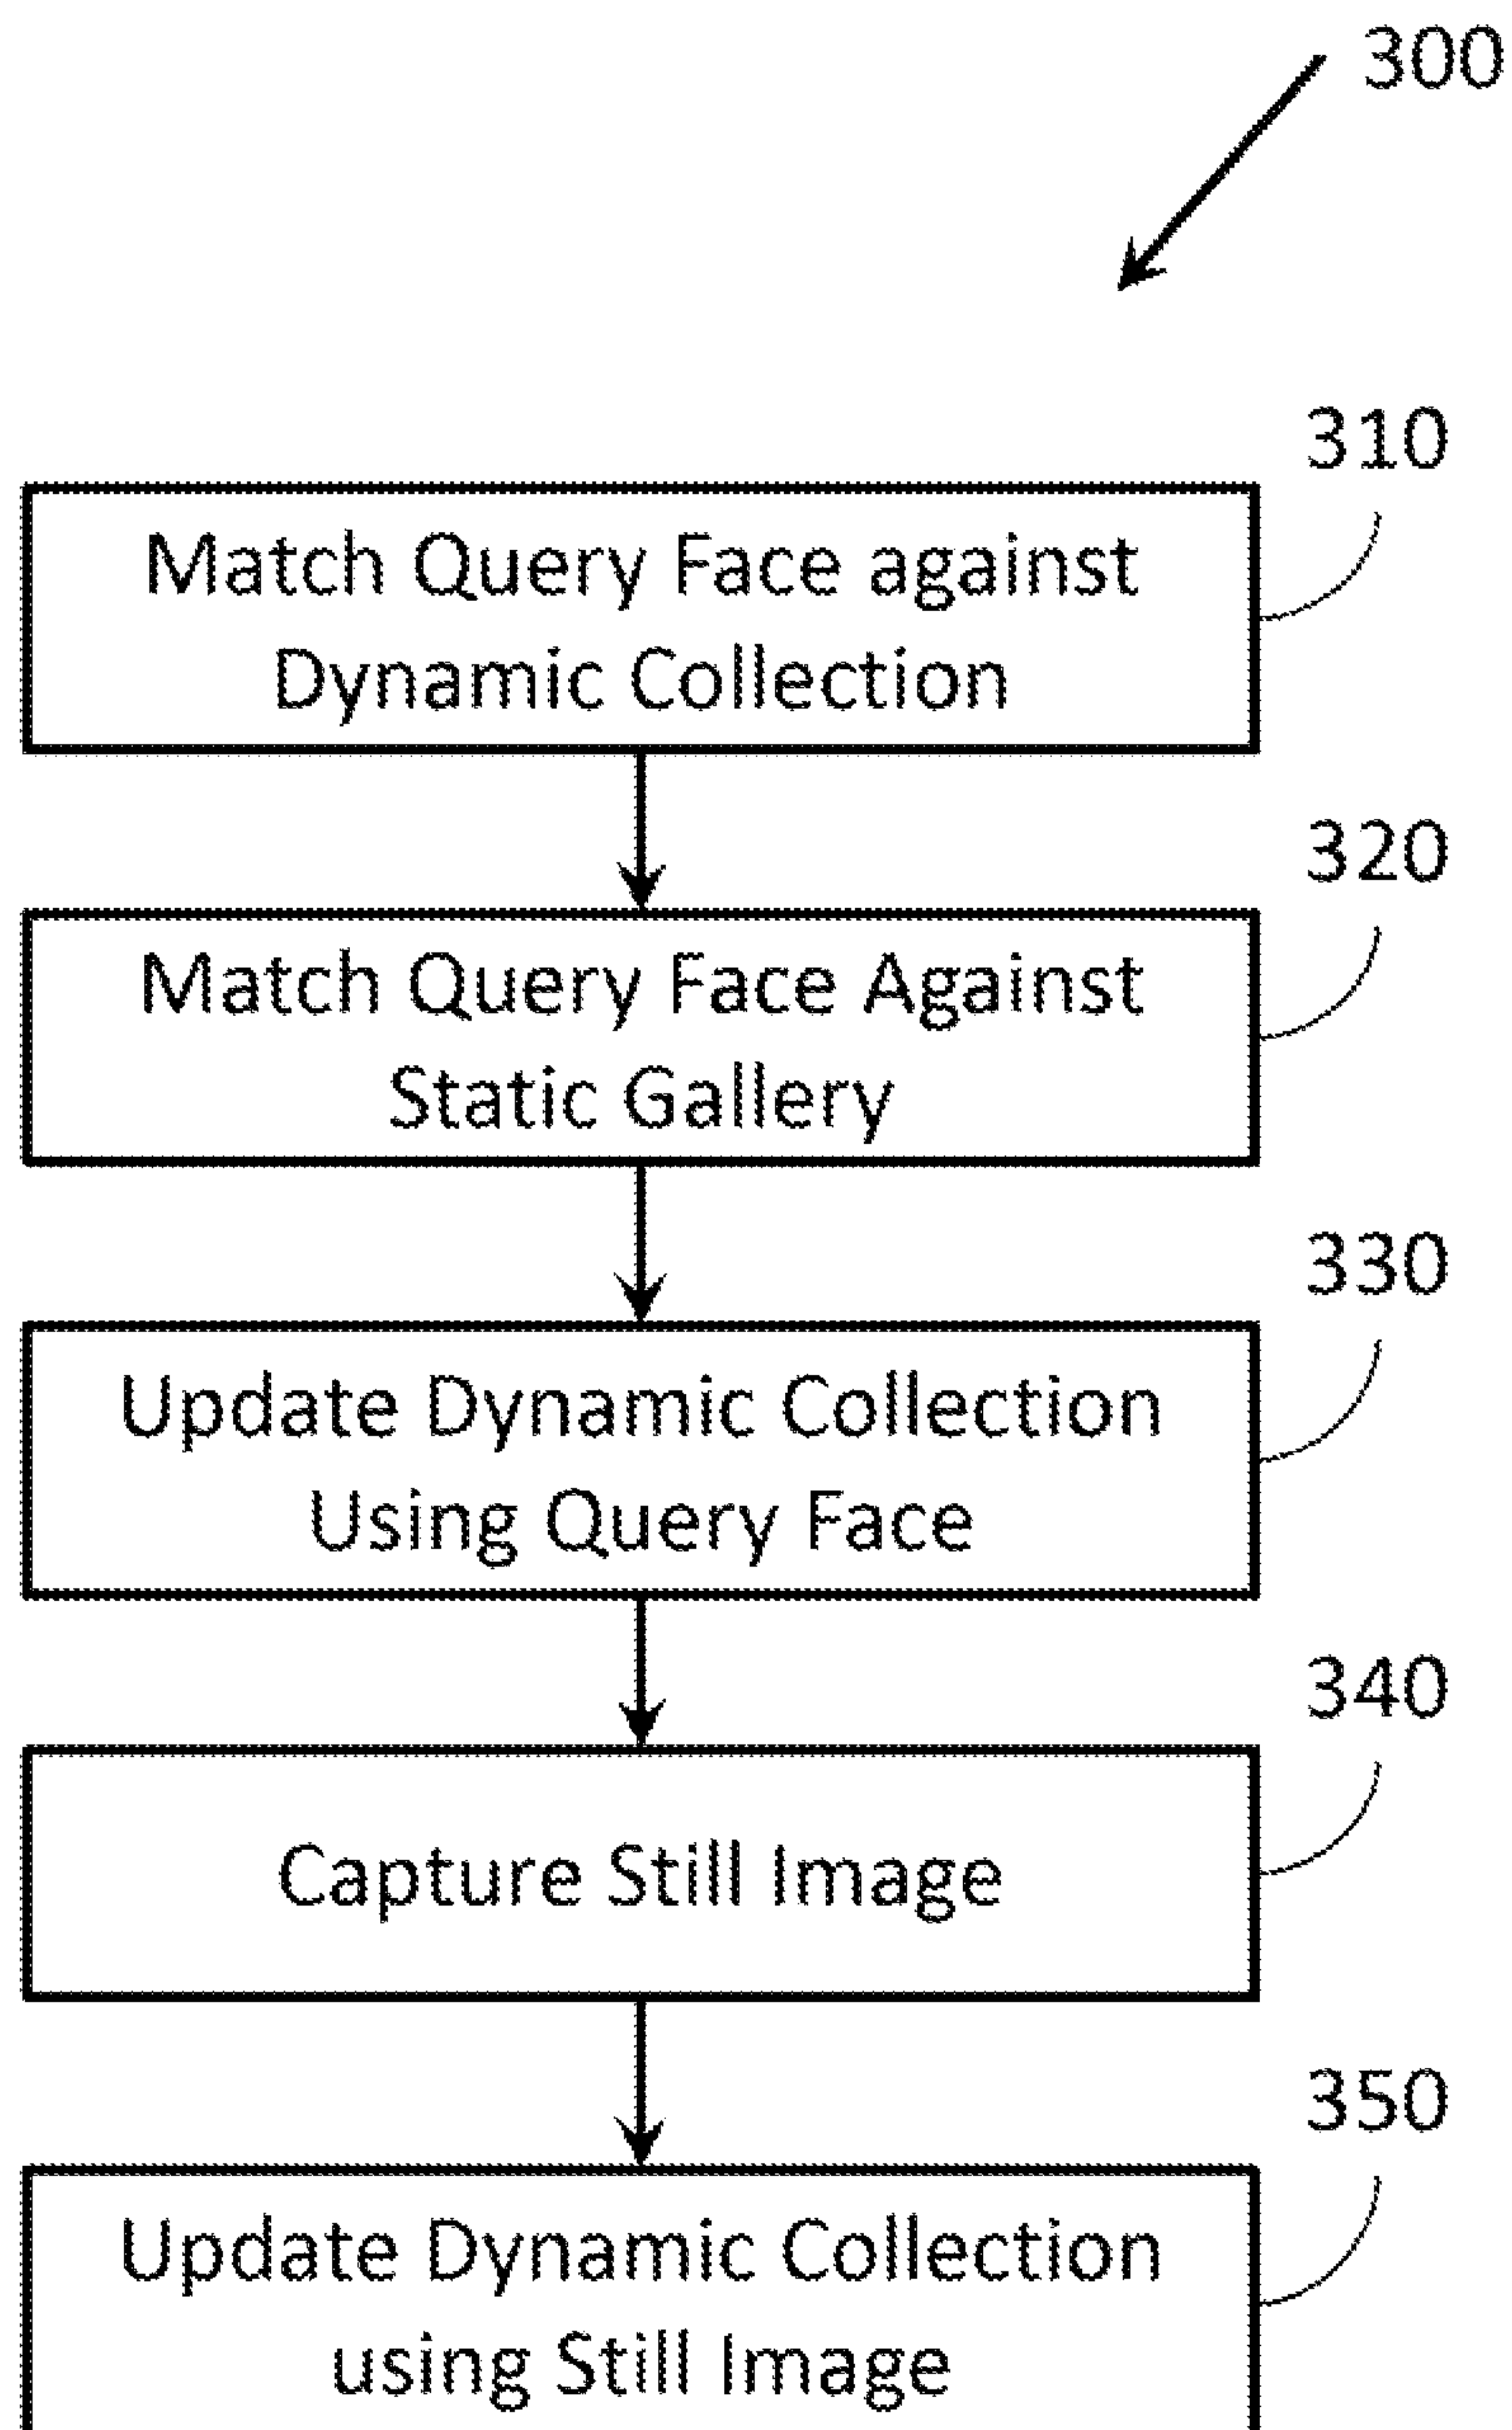 300
310
Match Query Face against
Dynamic Collection
320
Match Query Face Against
Static Gallery
330
Update Dynamic Collection
Using Query Face
340
Capture Still Image
350
Update Dynamic Collection
using Still Image